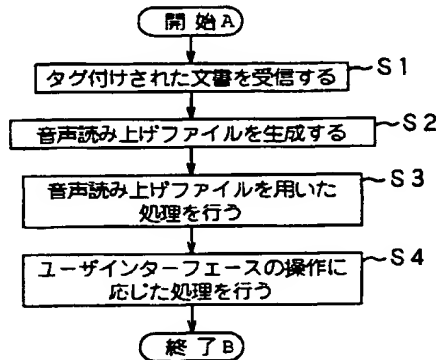 開始A
タグ付けされた文書を受信する
S1
音声読み上げファイルを生成する
S2
音声読み上げファイルを用いた
処理を行う
S3
ユーザインターフェースの操作に
応じた処理を行う
S4
終了B